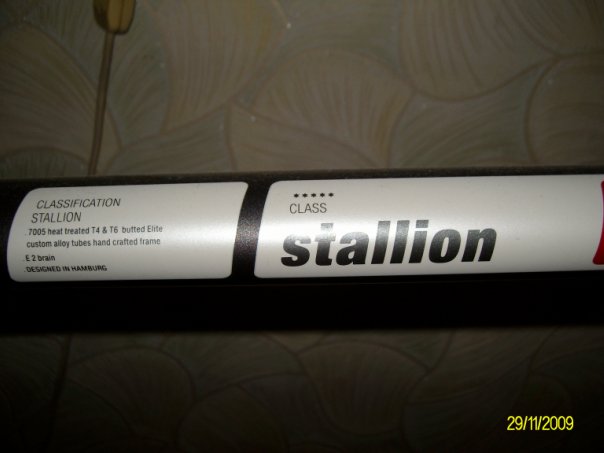 CLASSIFICATION
STALLION
.7005 heat treated T4 & T6 butted Elite
custom alloy tubes hand crafted frame
.E 2 brain
.DESIGNED IN HAMBURG
★★★★★
CLASS
stallion
29/11/2009